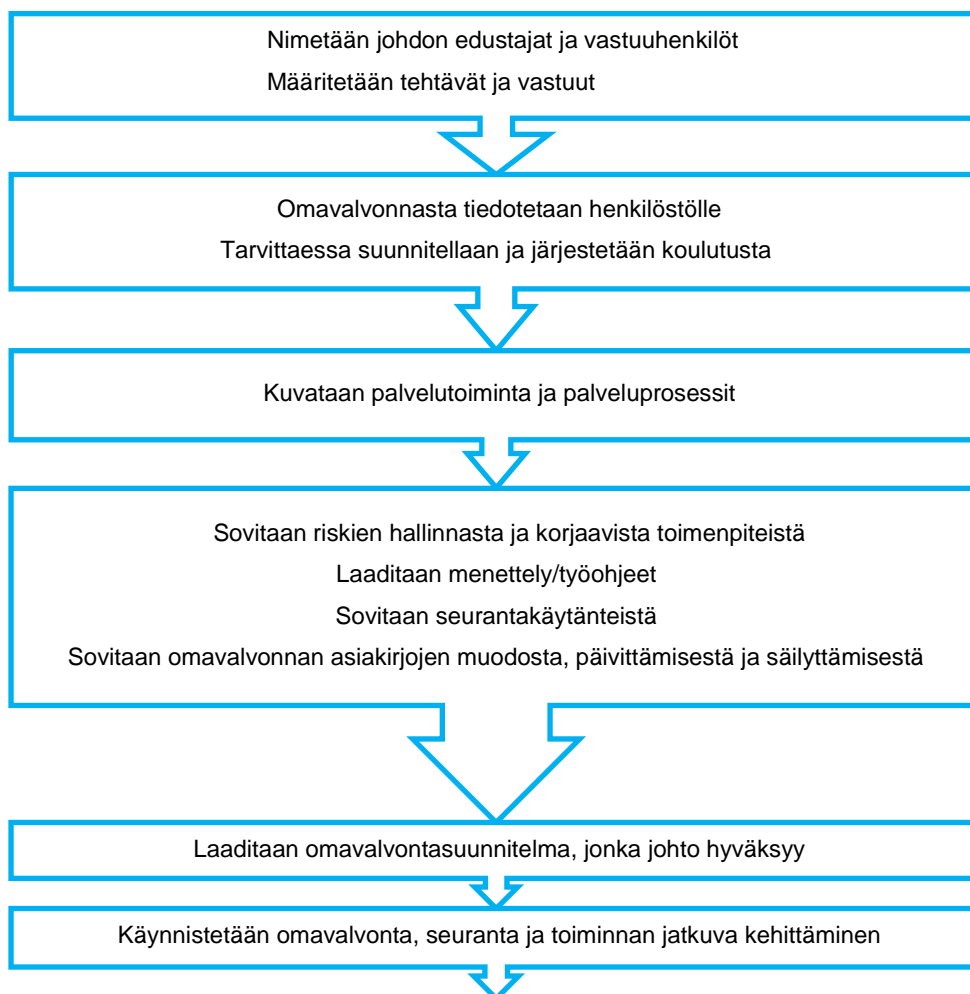 Nimetään johdon edustajat ja vastuuhenkilöt
Määritetään tehtävät ja vastuut
Omavalvonnasta tiedotetaan henkilöstölle
Tarvittaessa suunnitellaan ja järjestetään koulutusta
Kuvataan palvelutoiminta ja palveluprosessit
Sovitaan riskien hallinnasta ja korjaavista toimenpiteistä
Laaditaan menettely/työohjeet
Sovitaan seurantakäytänteistä
Sovitaan omavalvonnan asiakirjojen muodosta, päivittämisestä ja säilyttämisestä
Laaditaan omavalvontasuunnitelma, jonka johto hyväksyy
Käynnistetään omavalvonta, seuranta ja toiminnan jatkuva kehittäminen